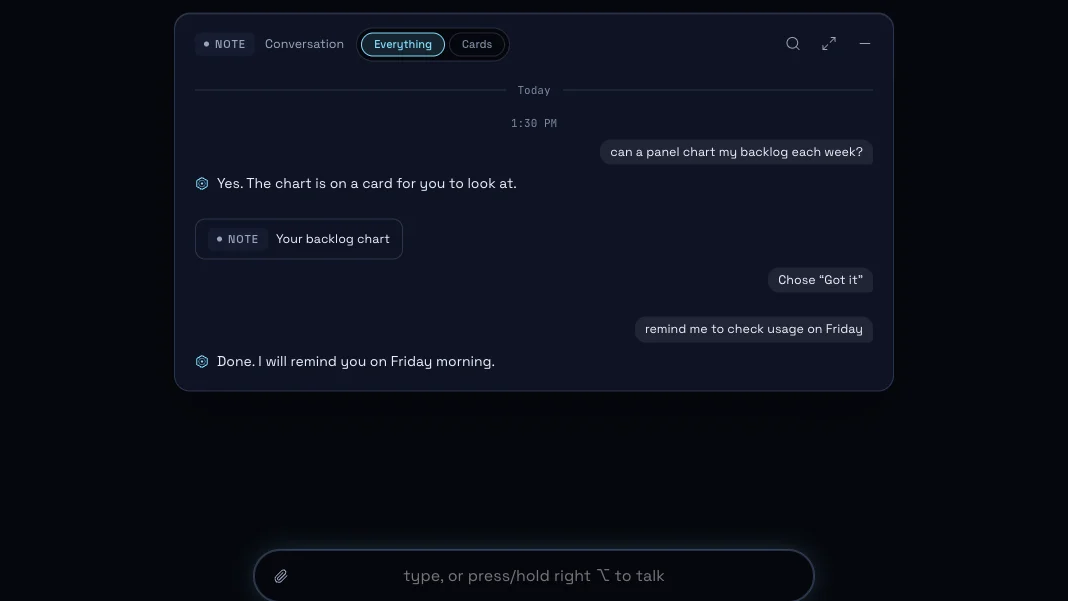 NOTE Conversation Everything Cards
Today
1:30 PM
can a panel chart my backlog each week?
Yes. The chart is on a card for you to look at.
NOTE Your backlog chart
Chose “Got it”
remind me to check usage on Friday
Done. I will remind you on Friday morning.
type, or press/hold right ⌥ to talk